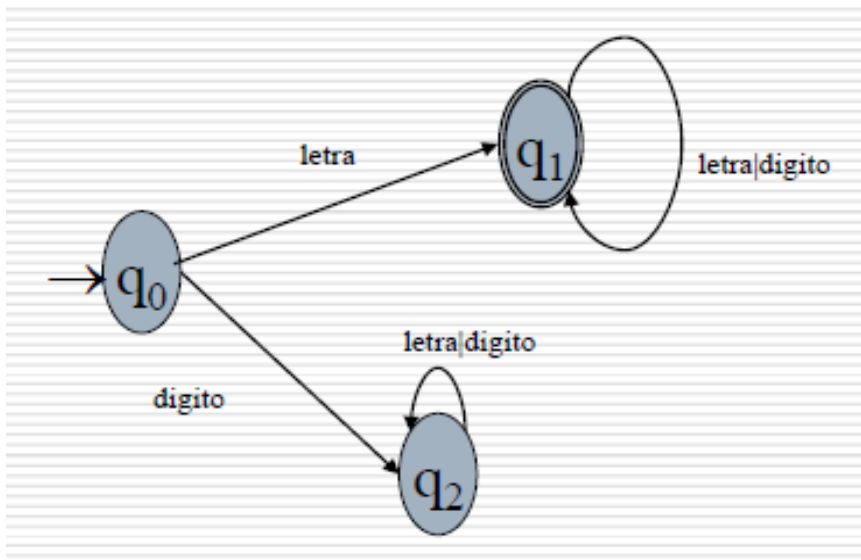 letra
q₁
letra|digito
q₀
letra|digito
digito
q₂